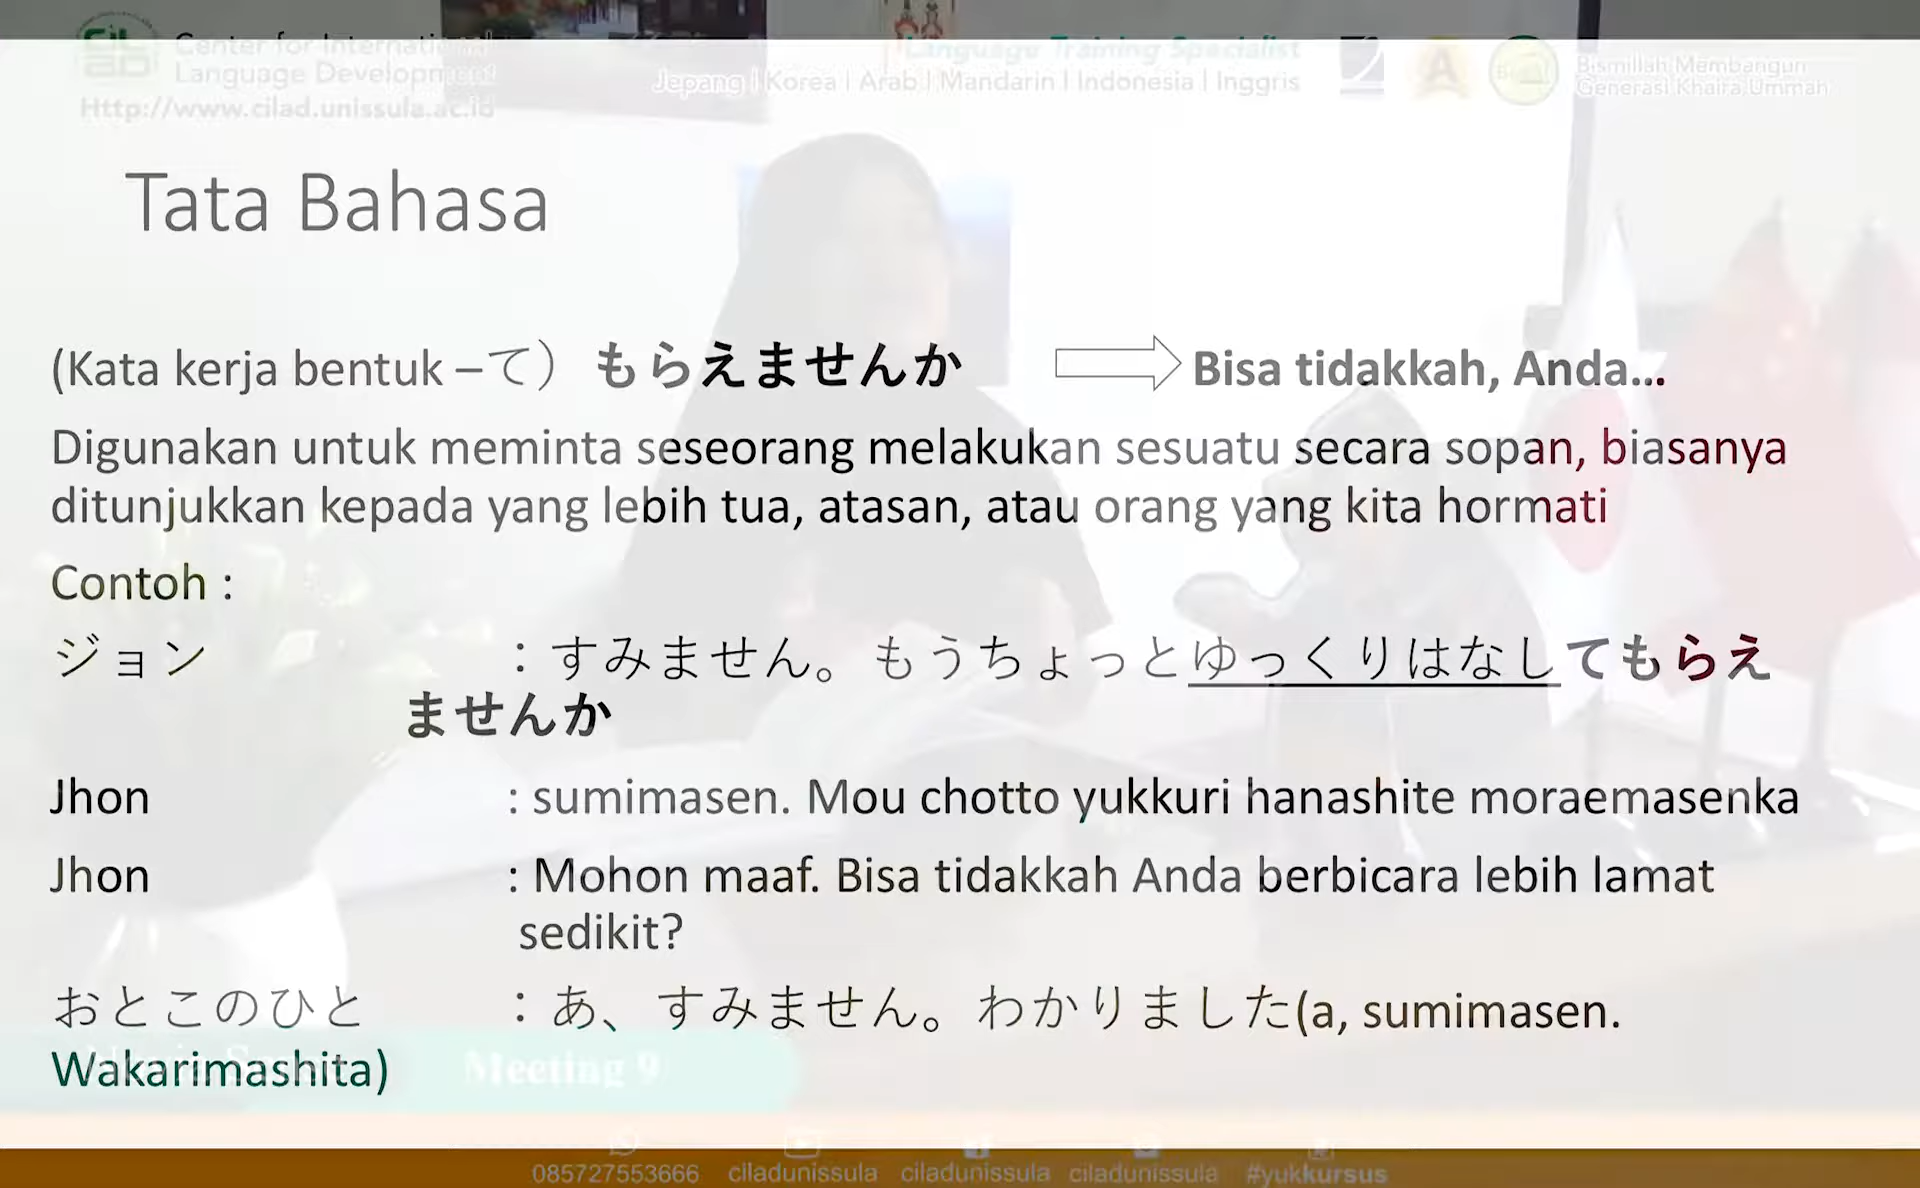 Center for International
Language Development
Http://www.cilad.unissula.ac.id
Language Training Specialist
Jepang | Korea | Arab | Mandarin | Indonesia | Inggris
Bismillah Membangun
Generasi Khaira Ummah
Tata Bahasa
(Kata kerja bentuk –て） もらえませんか
Bisa tidakkah, Anda...
Digunakan untuk meminta seseorang melakukan sesuatu secara sopan, biasanya
ditunjukkan kepada yang lebih tua, atasan, atau orang yang kita hormati
Contoh :
ジョン : すみません。もうちょっとゆっくりはなしてもらえ
ませんか
Jhon : sumimasen. Mou chotto yukkuri hanashite moraemasenka
Jhon : Mohon maaf. Bisa tidakkah Anda berbicara lebih lamat
sedikit?
おとこのひと : あ、すみません。わかりました(a, sumimasen.
Wakarimashita)
Meeting 9
085727553666 ciladunissula ciladunissula ciladunissula #yukkursus